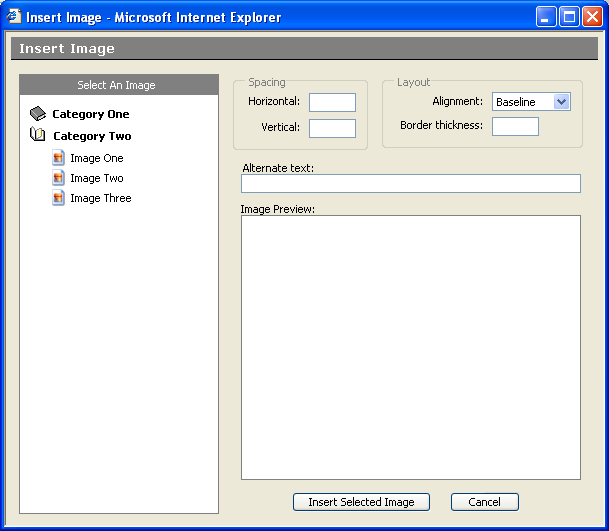 Insert Image - Microsoft Internet Explorer
Insert Image
Select An Image
Category One
Category Two
Image One
Image Two
Image Three
Spacing
Horizontal:
Vertical:
Layout
Alignment: Baseline
Border thickness:
Alternate text:
Image Preview:
Insert Selected Image
Cancel